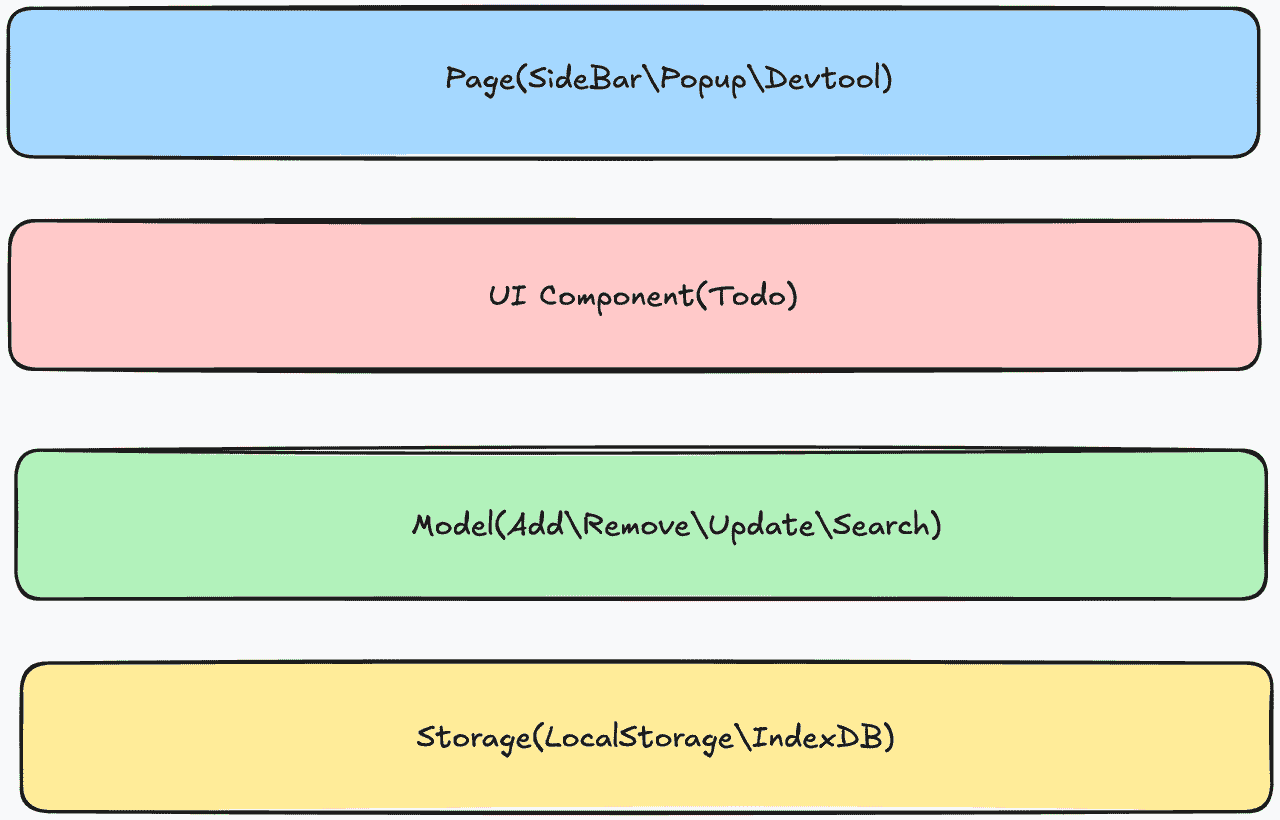 Page(SideBar\Popup\Devtool)
UI Component(Todo)
Model(Add\Remove\Update\Search)
Storage(LocalStorage\IndexDB)